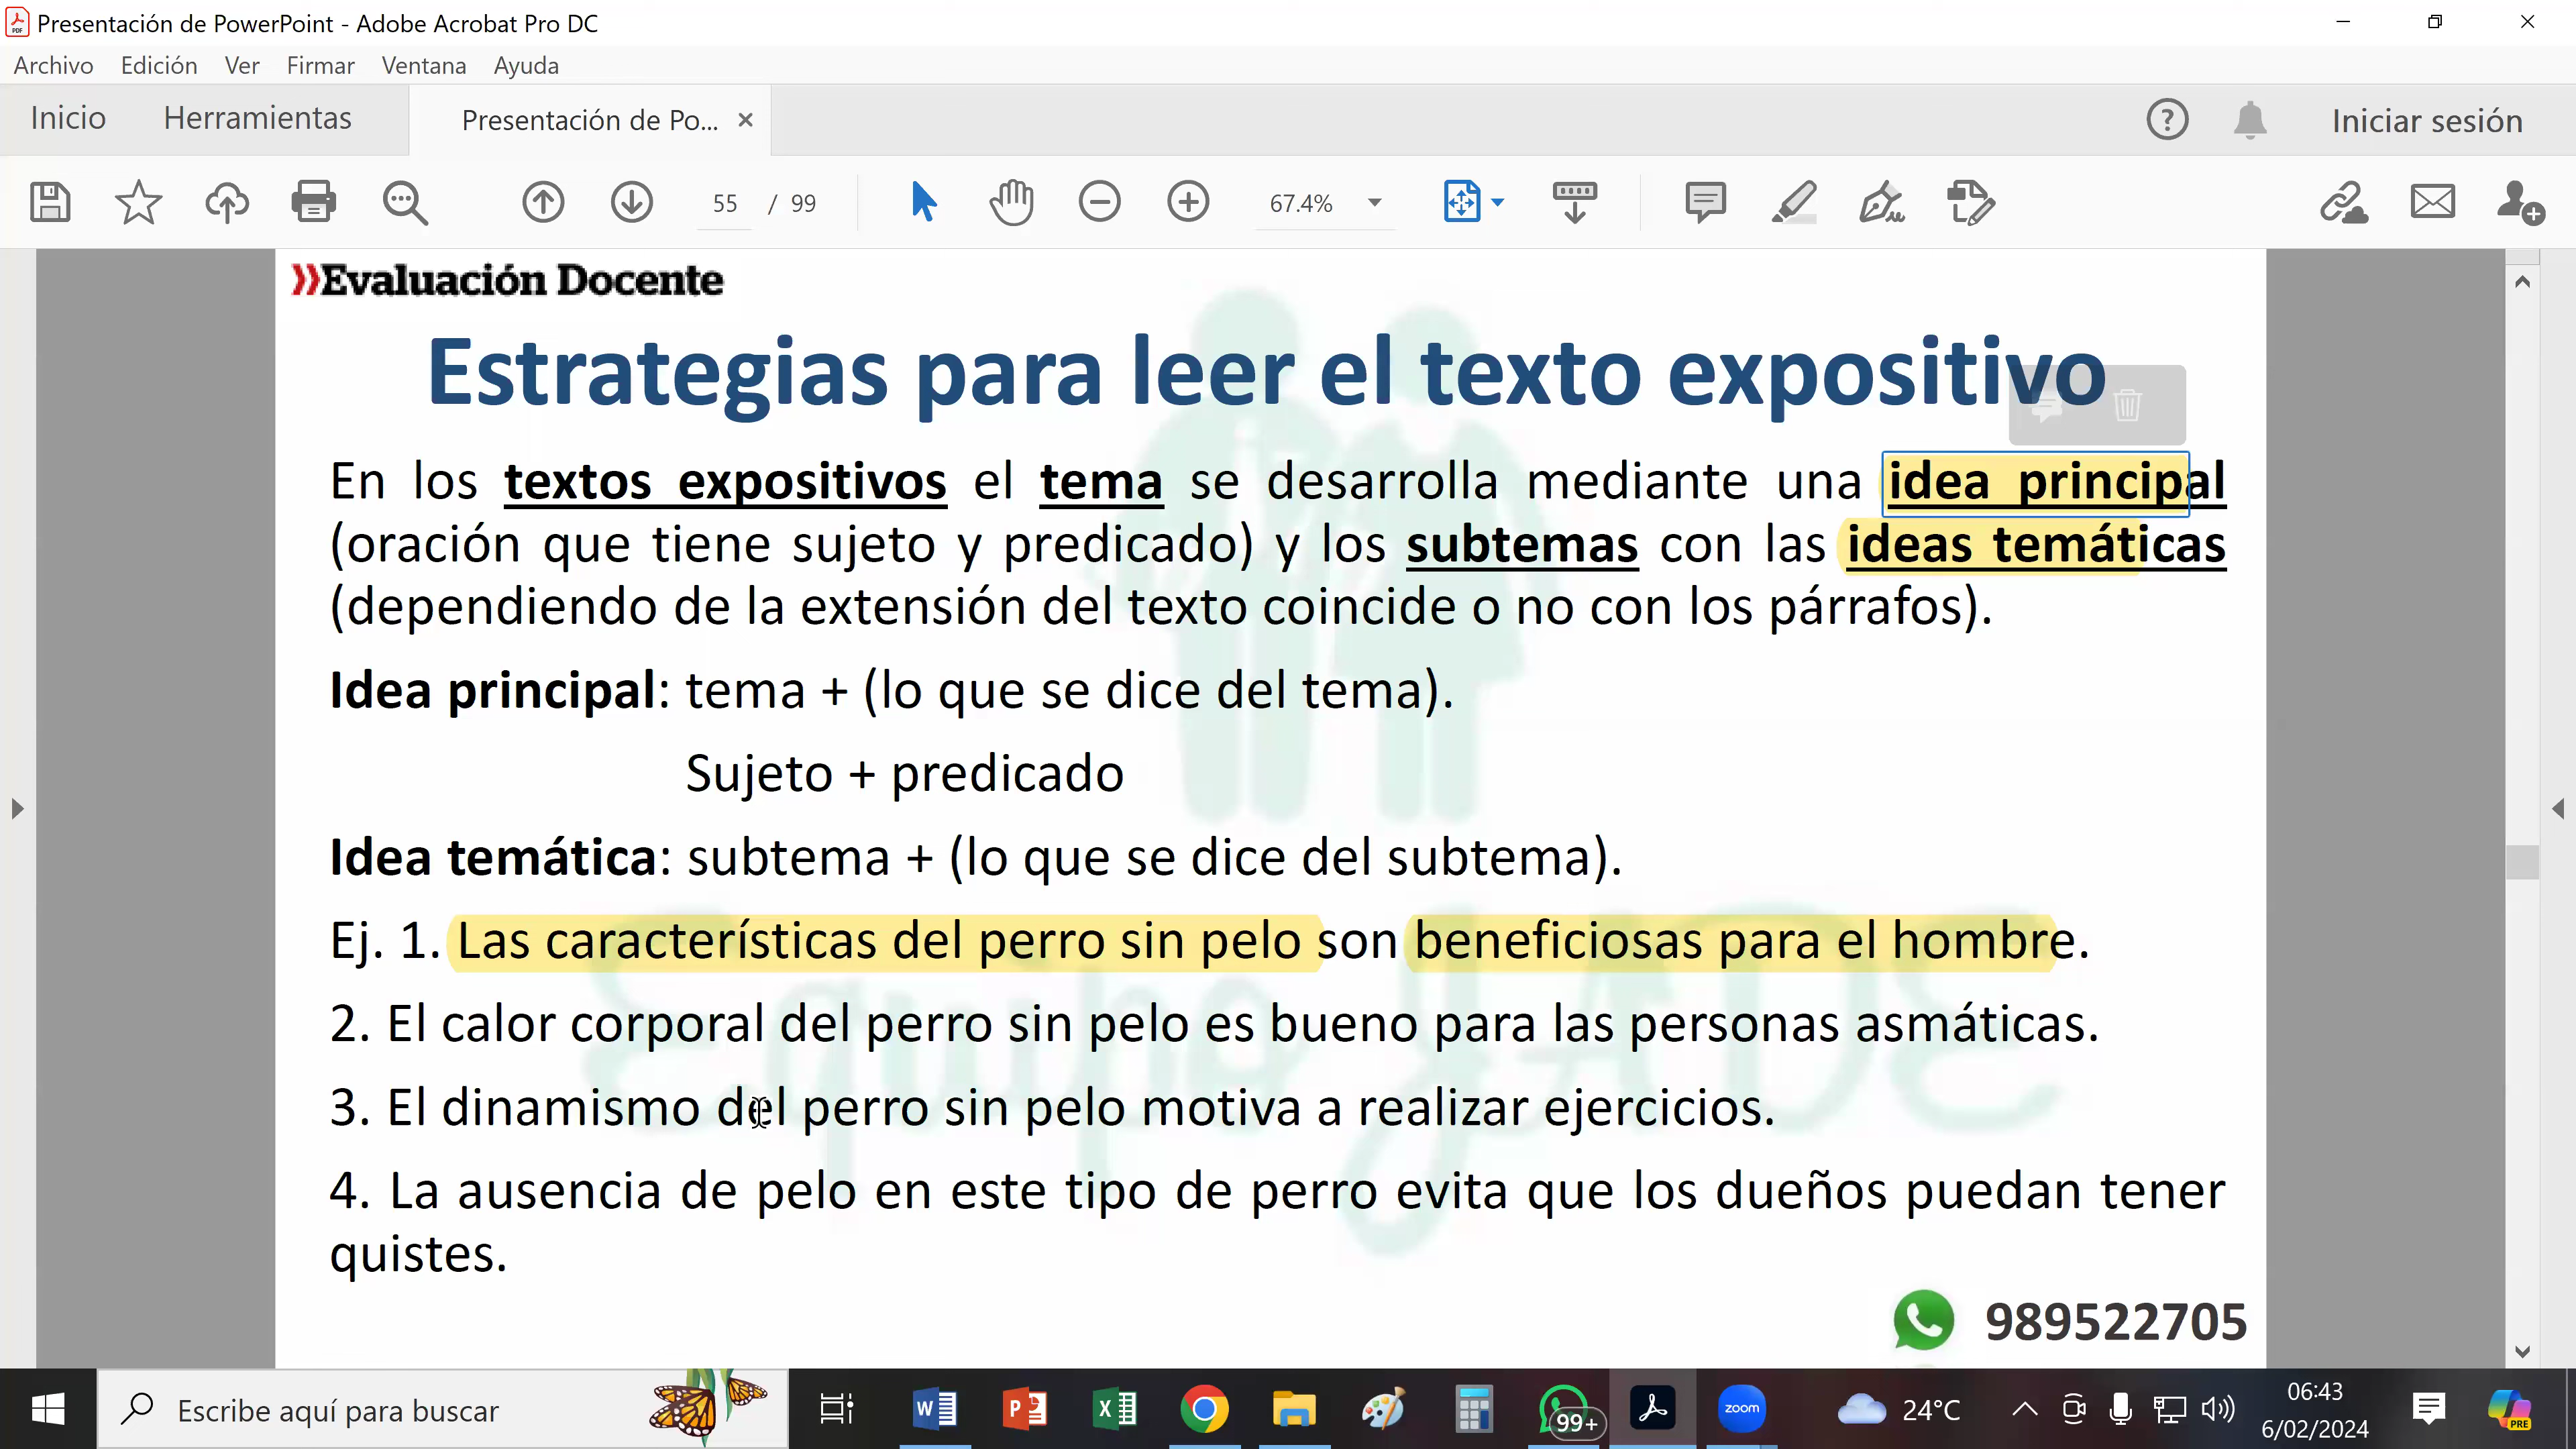 Presentación de PowerPoint - Adobe Acrobat Pro DC
Archivo Edición Ver Firmar Ventana Ayuda
Inicio Herramientas Presentación de Po... Iniciar sesión
55 / 99 67.4%
Evaluación Docente
Estrategias para leer el texto expositivo
En los textos expositivos el tema se desarrolla mediante una idea principal
(oración que tiene sujeto y predicado) y los subtemas con las ideas temáticas
(dependiendo de la extensión del texto coincide o no con los párrafos).
Idea principal: tema + (lo que se dice del tema).
Sujeto + predicado
Idea temática: subtema + (lo que se dice del subtema).
Ej. 1. Las características del perro sin pelo son beneficiosas para el hombre.
2. El calor corporal del perro sin pelo es bueno para las personas asmáticas.
3. El dinamismo del perro sin pelo motiva a realizar ejercicios.
4. La ausencia de pelo en este tipo de perro evita que los dueños puedan tener
quistes.
Equipo JADE
989522705
Escribe aquí para buscar
99+
zoom
24°C
06:43
6/02/2024
PRE